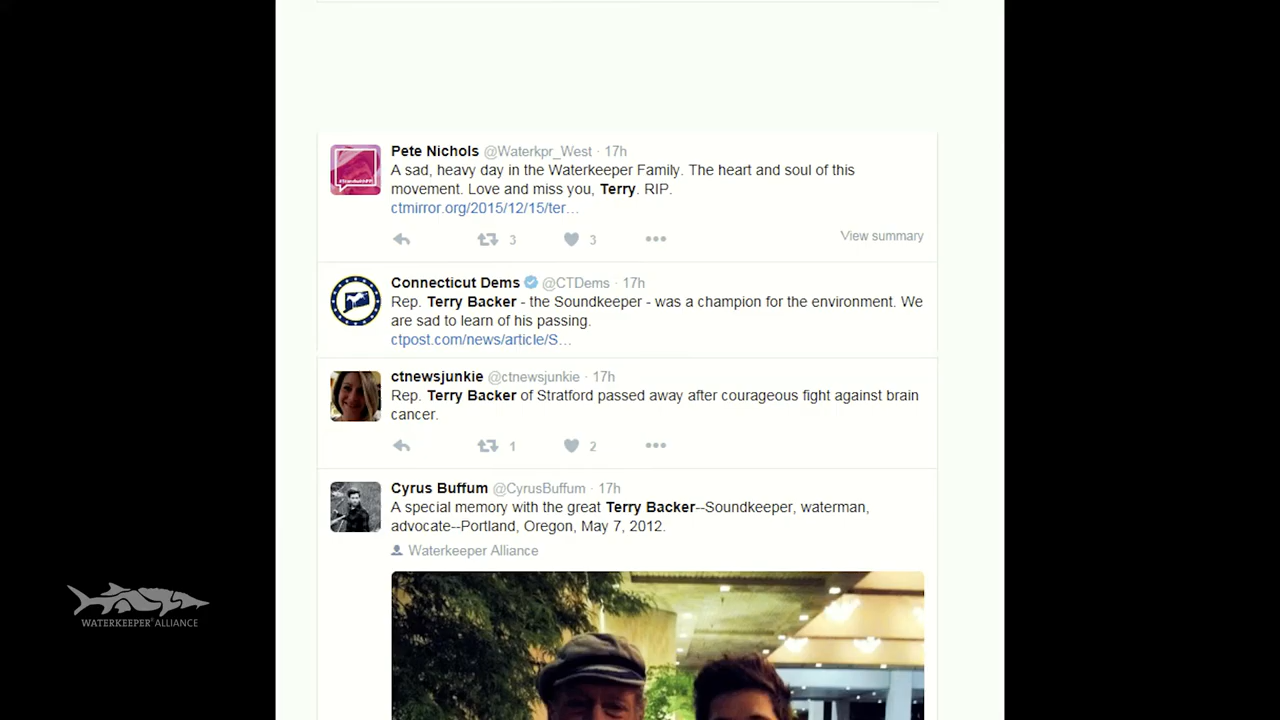 Pete Nichols @Waterkpr_West · 17h
A sad, heavy day in the Waterkeeper Family. The heart and soul of this
movement. Love and miss you, Terry. RIP.
ctmirror.org/2015/12/15/ter…
3 3 View summary
Connecticut Dems @CTDems · 17h
Rep. Terry Backer - the Soundkeeper - was a champion for the environment. We
are sad to learn of his passing.
ctpost.com/news/article/S…
ctnewsjunkie @ctnewsjunkie · 17h
Rep. Terry Backer of Stratford passed away after courageous fight against brain
cancer.
1 2
Cyrus Buffum @CyrusBuffum · 17h
A special memory with the great Terry Backer--Soundkeeper, waterman,
advocate--Portland, Oregon, May 7, 2012.
Waterkeeper Alliance
WATERKEEPER® ALLIANCE